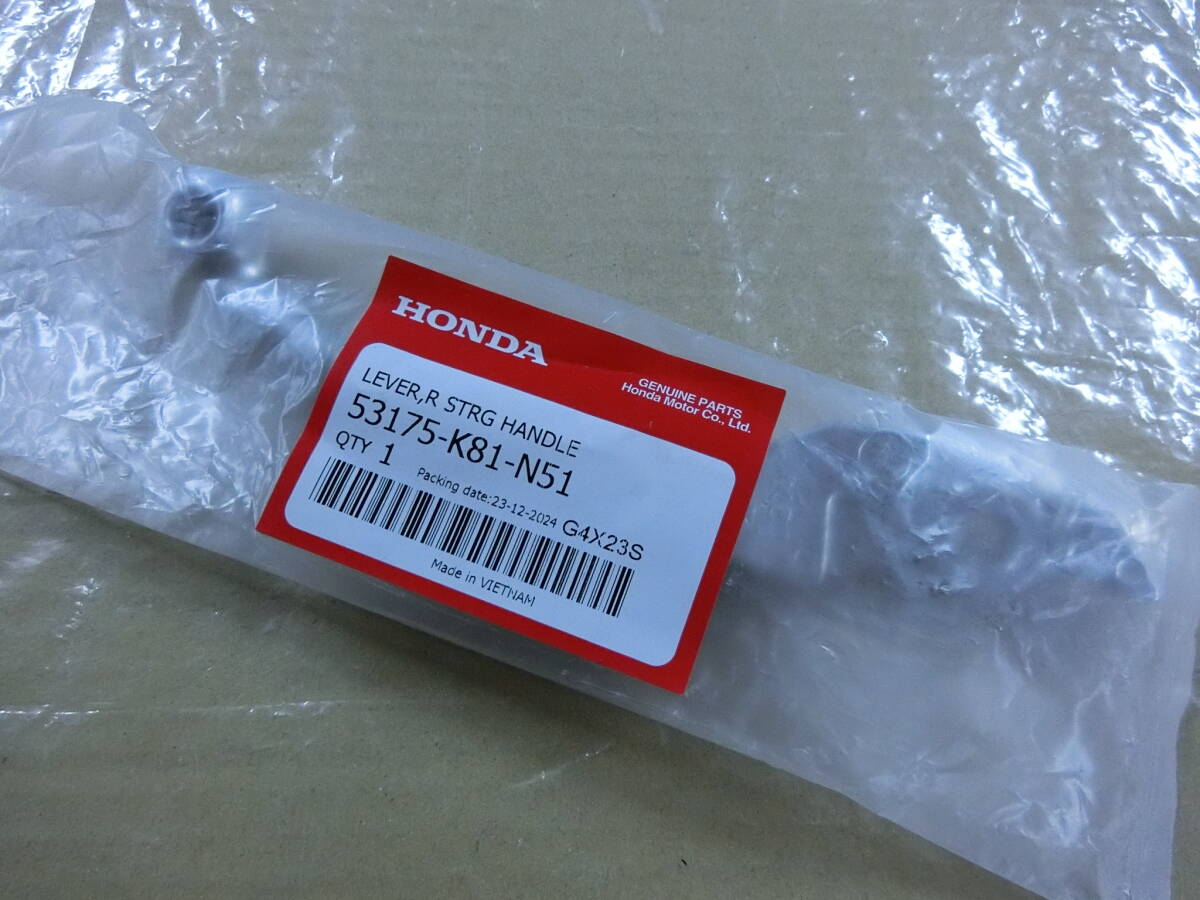 HONDA
GENUINE PARTS
Honda Motor Co., Ltd.
LEVER,R STRG HANDLE
53175-K81-N51
QTY 1
Packing date:23-12-2024 G4X23S
Made in VIETNAM